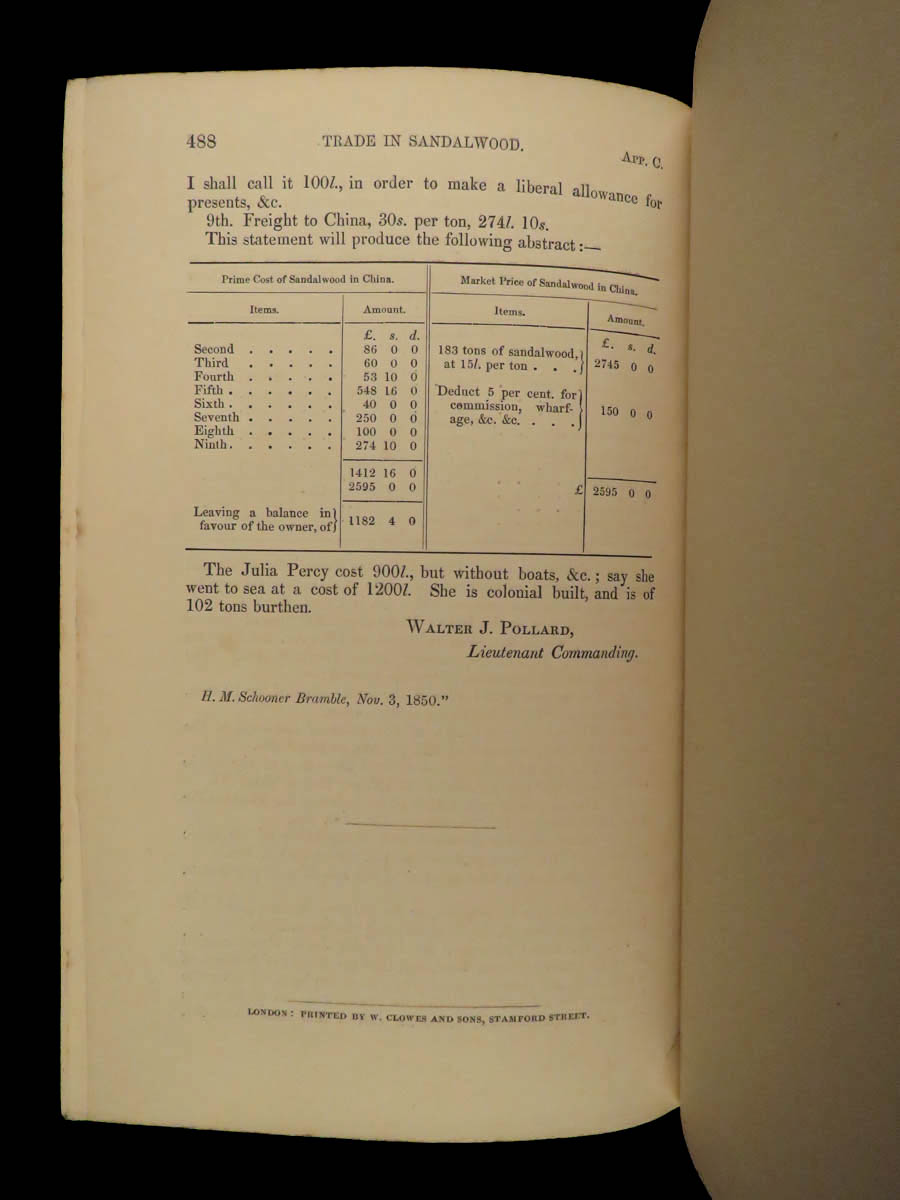 488 TRADE IN SANDALWOOD.
APP. C.
I shall call it 100l., in order to make a liberal allowance for
presents, &c.
9th. Freight to China, 30s. per ton, 274l. 10s.
This statement will produce the following abstract:—
Prime Cost of Sandalwood in China. Market Price of Sandalwood in China.
Items. Amount. Items. Amount.
£. s. d. £. s. d.
Second . . . . . 86 0 0 183 tons of sandalwood,
Third . . . . . 60 0 0 at 15l. per ton . . . 2745 0 0
Fourth . . . . . 53 10 0
Fifth . . . . . . 548 16 0 Deduct 5 per cent. for
Sixth . . . . . . 40 0 0 commission, wharf- 150 0 0
Seventh . . . . . 250 0 0 age, &c. &c. . . .
Eighth . . . . . 100 0 0
Ninth . . . . . . 274 10 0
1412 16 0
2595 0 0 £ 2595 0 0
Leaving a balance in
favour of the owner, of 1182 4 0
The Julia Percy cost 900l., but without boats, &c.; say she
went to sea at a cost of 1200l. She is colonial built, and is of
102 tons burthen.
WALTER J. POLLARD,
Lieutenant Commanding.
H. M. Schooner Bramble, Nov. 3, 1850."
LONDON: PRINTED BY W. CLOWES AND SONS, STAMFORD STREET.